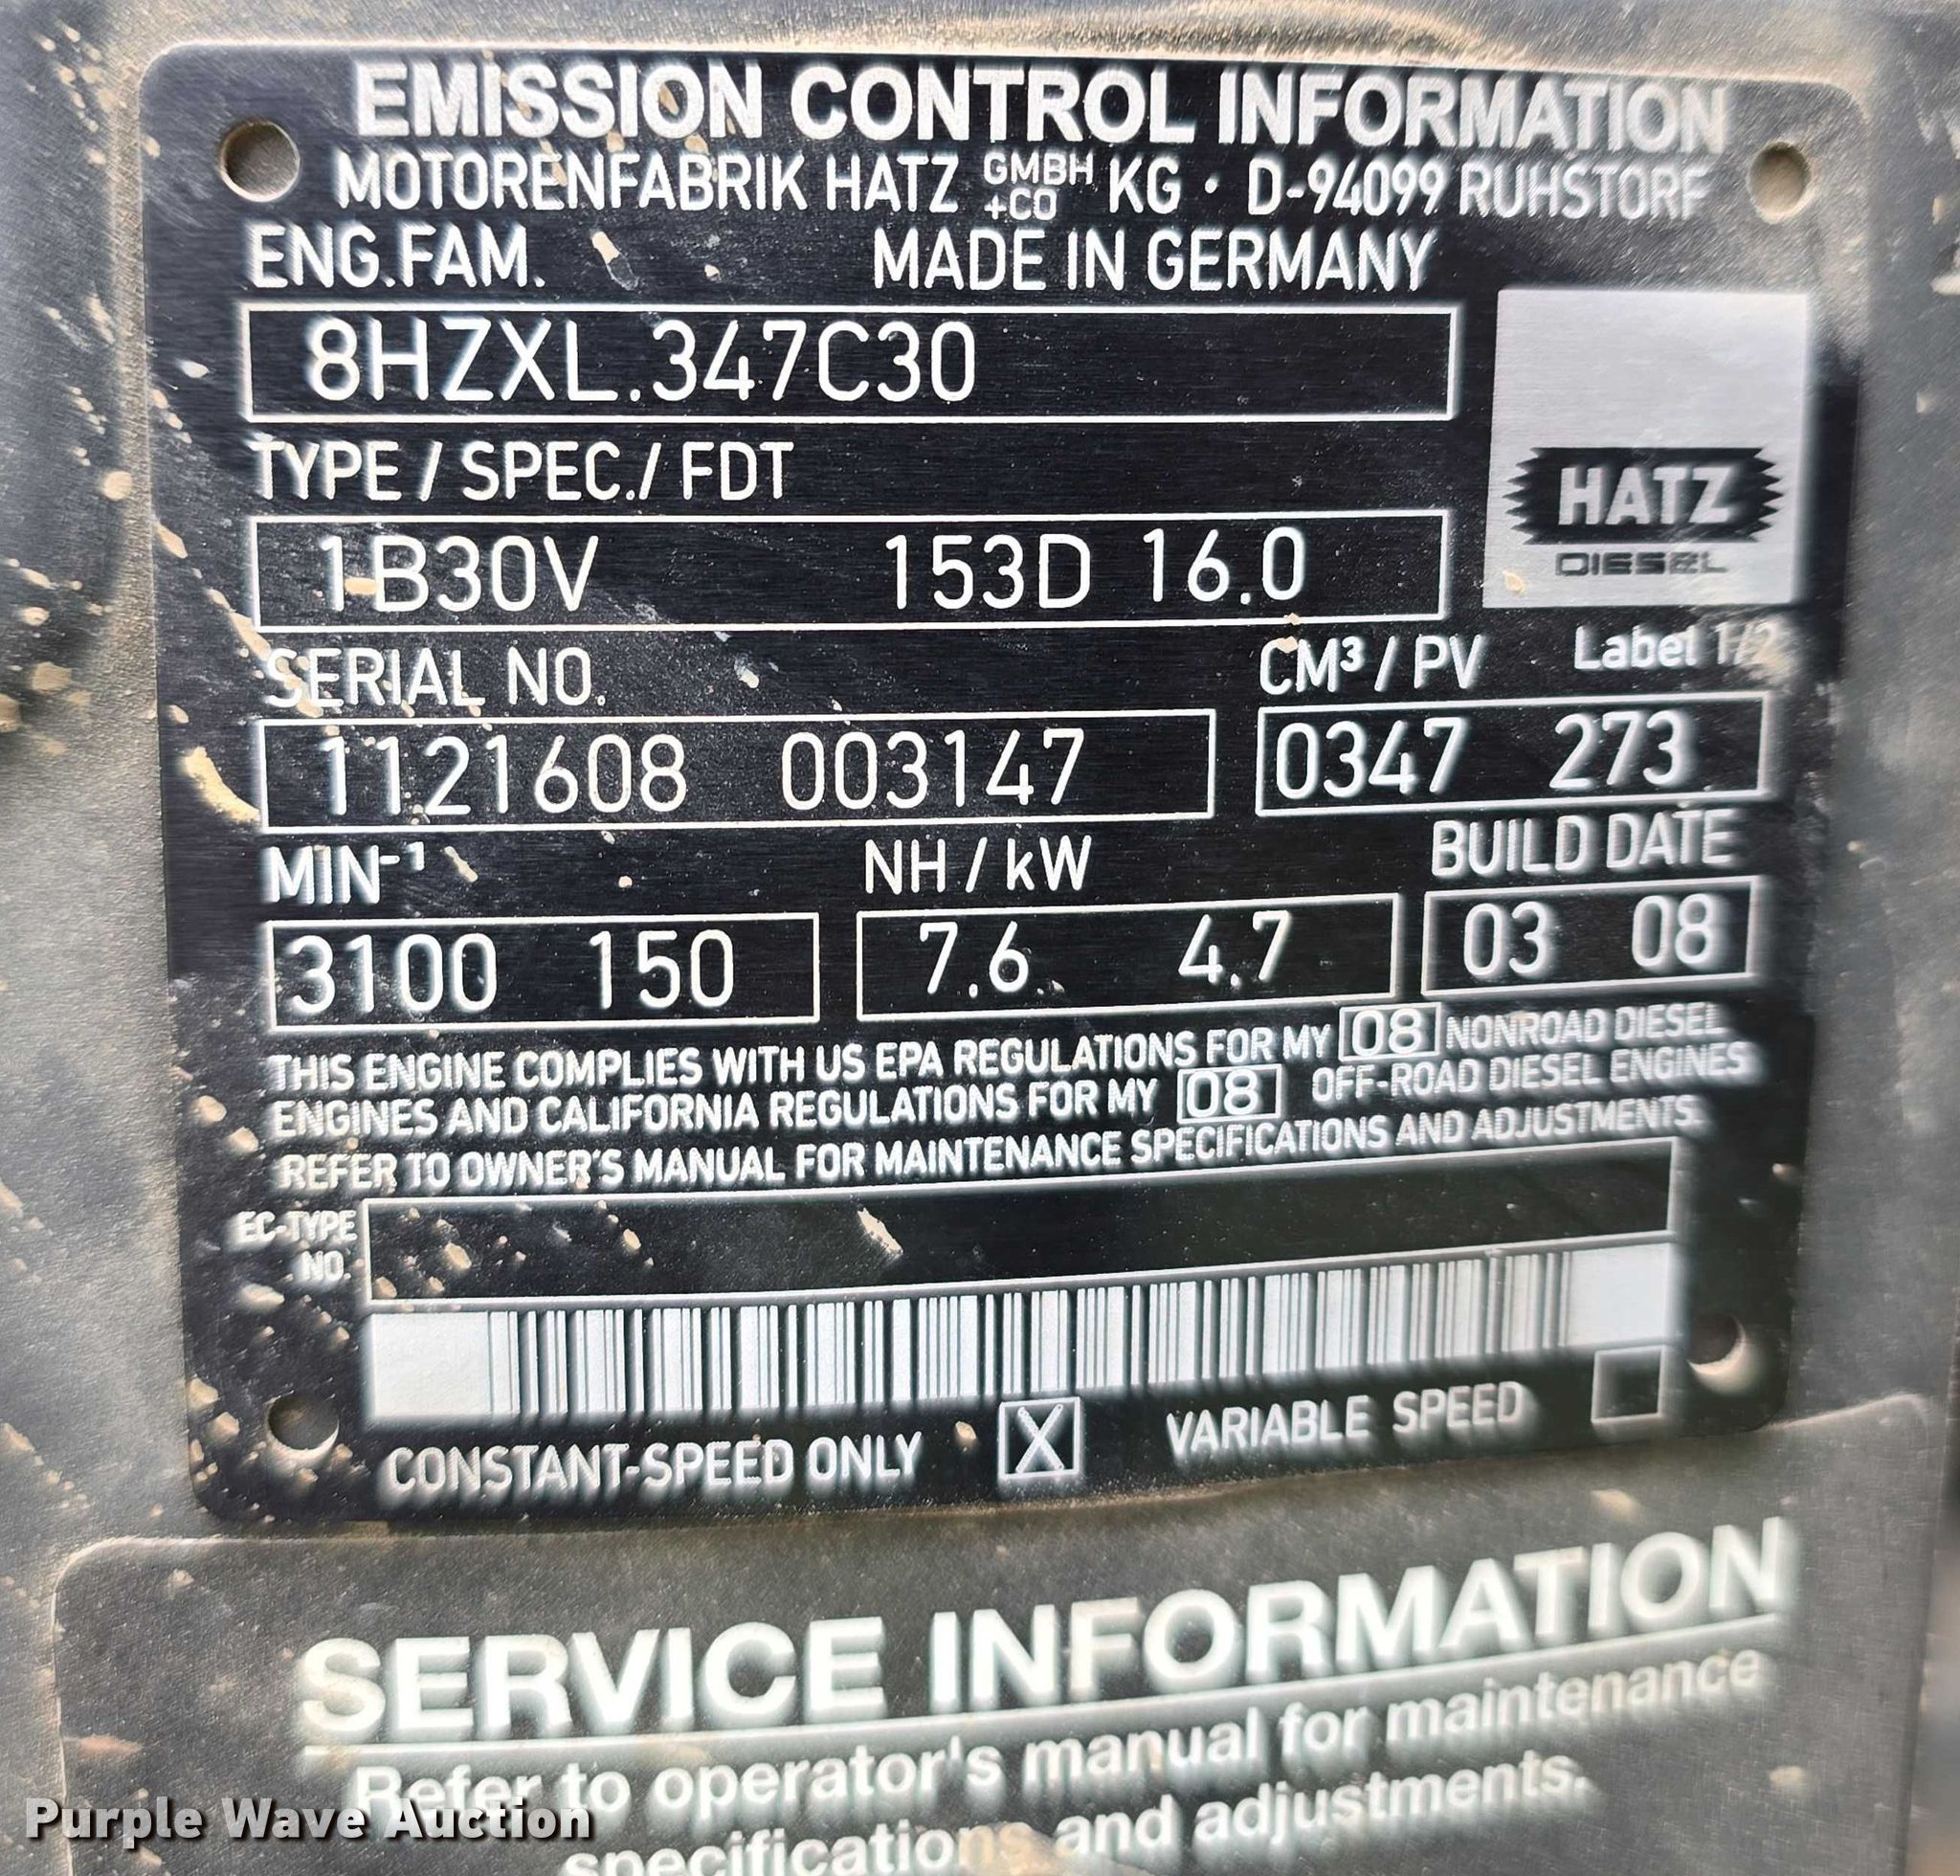 EMISSION CONTROL INFORMATION
MOTORENFABRIK HATZ GMBH +CO KG · D-94099 RUHSTORF
ENG.FAM. MADE IN GERMANY
8HZXL.347C30
TYPE / SPEC./ FDT
HATZ
DIESEL
1B30V 153D 16.0
SERIAL NO. CM³ / PV Label 1/2
1121608 003147 0347 273
MIN⁻¹ NH / kW BUILD DATE
3100 150 7.6 4.7 03 08
THIS ENGINE COMPLIES WITH US EPA REGULATIONS FOR MY 08 NONROAD DIESEL
ENGINES AND CALIFORNIA REGULATIONS FOR MY 08 OFF-ROAD DIESEL ENGINES
REFER TO OWNER'S MANUAL FOR MAINTENANCE SPECIFICATIONS AND ADJUSTMENTS.
EC-TYPE
NO.
CONSTANT-SPEED ONLY X VARIABLE SPEED
SERVICE INFORMATION
Refer to operator's manual for maintenance
specifications and adjustments.
Purple Wave Auction